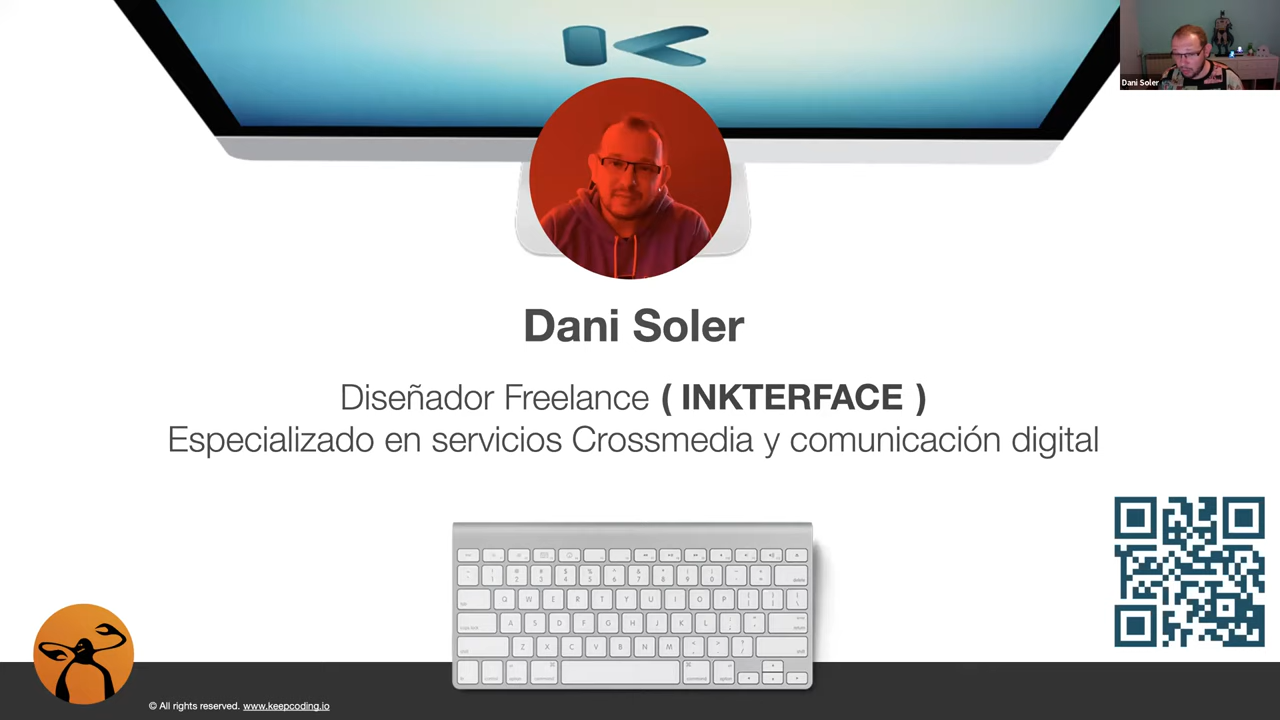 Dani Soler
Dani Soler
Diseñador Freelance ( INKTERFACE )
Especializado en servicios Crossmedia y comunicación digital
© All rights reserved. www.keepcoding.io